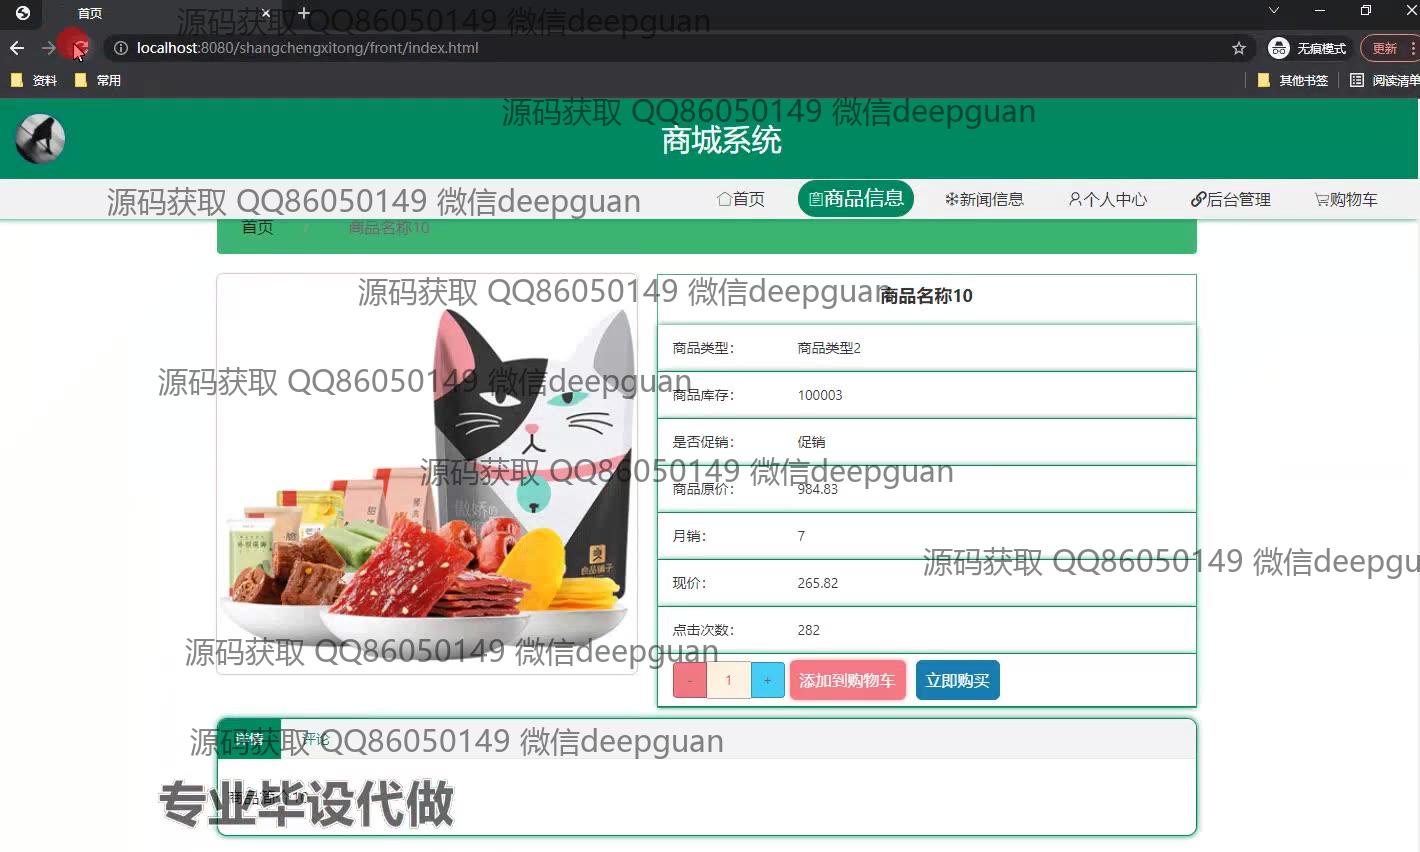 首页
源码获取 QQ86050149 微信deepguan
localhost:8080/shangchengxitong/front/index.html
无痕模式
更新
资料
常用
其他书签
阅读清单
源码获取 QQ86050149 微信deepguan
商城系统
源码获取 QQ86050149 微信deepguan
首页
商品信息
新闻信息
个人中心
后台管理
购物车
首页 / 商品名称10
源码获取 QQ86050149 微信deepguan
商品名称10
商品类型: 商品类型2
源码获取 QQ86050149 微信deepguan
商品库存: 100003
是否促销: 促销
源码获取 QQ86050149 微信deepguan
商品原价: 984.83
月销: 7
源码获取 QQ86050149 微信deepgu
良品铺子
现价: 265.82
点击次数: 282
源码获取 QQ86050149 微信deepguan
- 1 +
添加到购物车
立即购买
详情
评论
源码获取 QQ86050149 微信deepguan
商品简介10
专业毕设代做